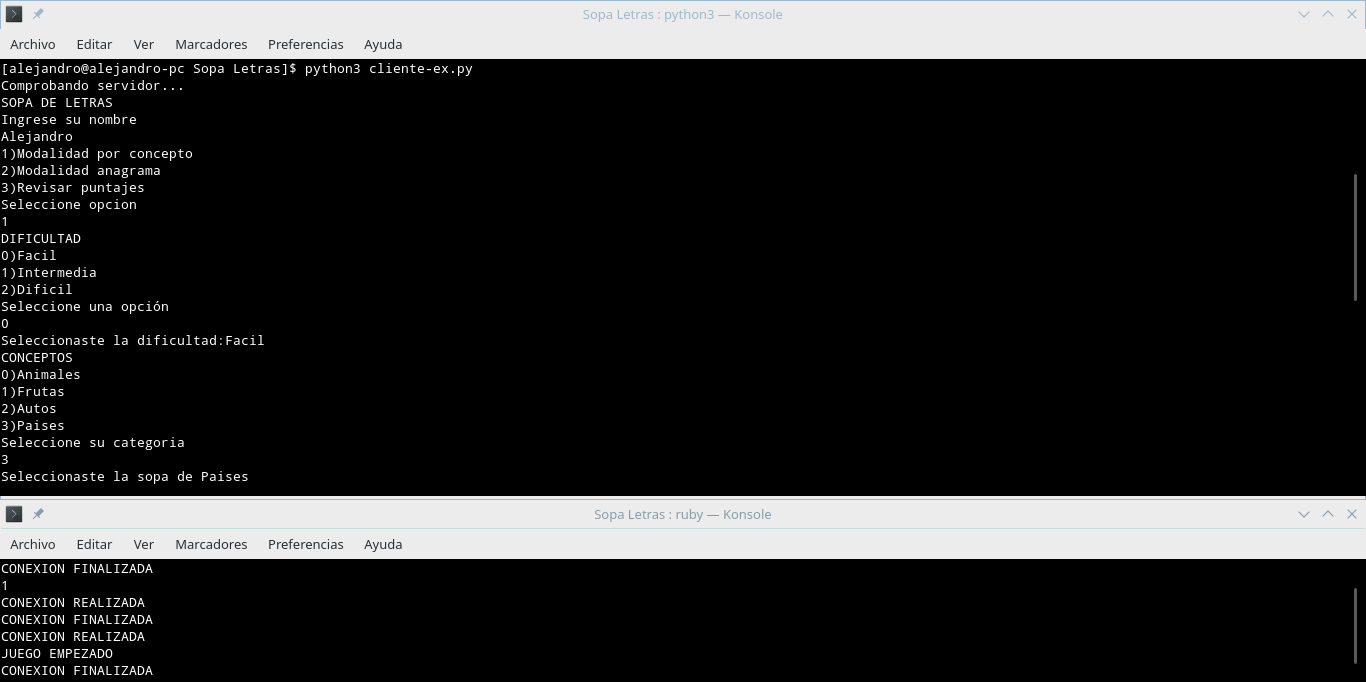 Sopa Letras : python3 — Konsole
Archivo Editar Ver Marcadores Preferencias Ayuda
[alejandro@alejandro-pc Sopa Letras]$ python3 cliente-ex.py
Comprobando servidor...
SOPA DE LETRAS
Ingrese su nombre
Alejandro
1)Modalidad por concepto
2)Modalidad anagrama
3)Revisar puntajes
Seleccione opcion
1
DIFICULTAD
0)Facil
1)Intermedia
2)Dificil
Seleccione una opción
0
Seleccionaste la dificultad:Facil
CONCEPTOS
0)Animales
1)Frutas
2)Autos
3)Paises
Seleccione su categoria
3
Seleccionaste la sopa de Paises
Sopa Letras : ruby — Konsole
Archivo Editar Ver Marcadores Preferencias Ayuda
CONEXION FINALIZADA
1
CONEXION REALIZADA
CONEXION FINALIZADA
CONEXION REALIZADA
JUEGO EMPEZADO
CONEXION FINALIZADA